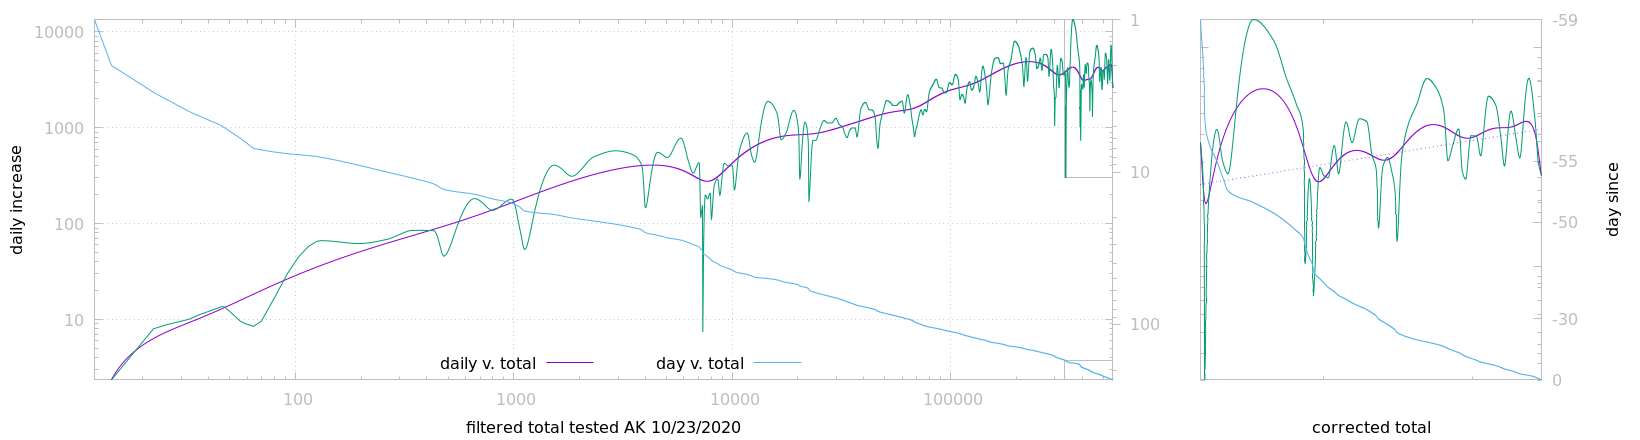 daily increase
10000
1000
100
10
100
1000
10000
100000
1
10
100
daily v. total
day v. total
filtered total tested AK 10/23/2020
-59
-55
-50
-30
0
day since
corrected total